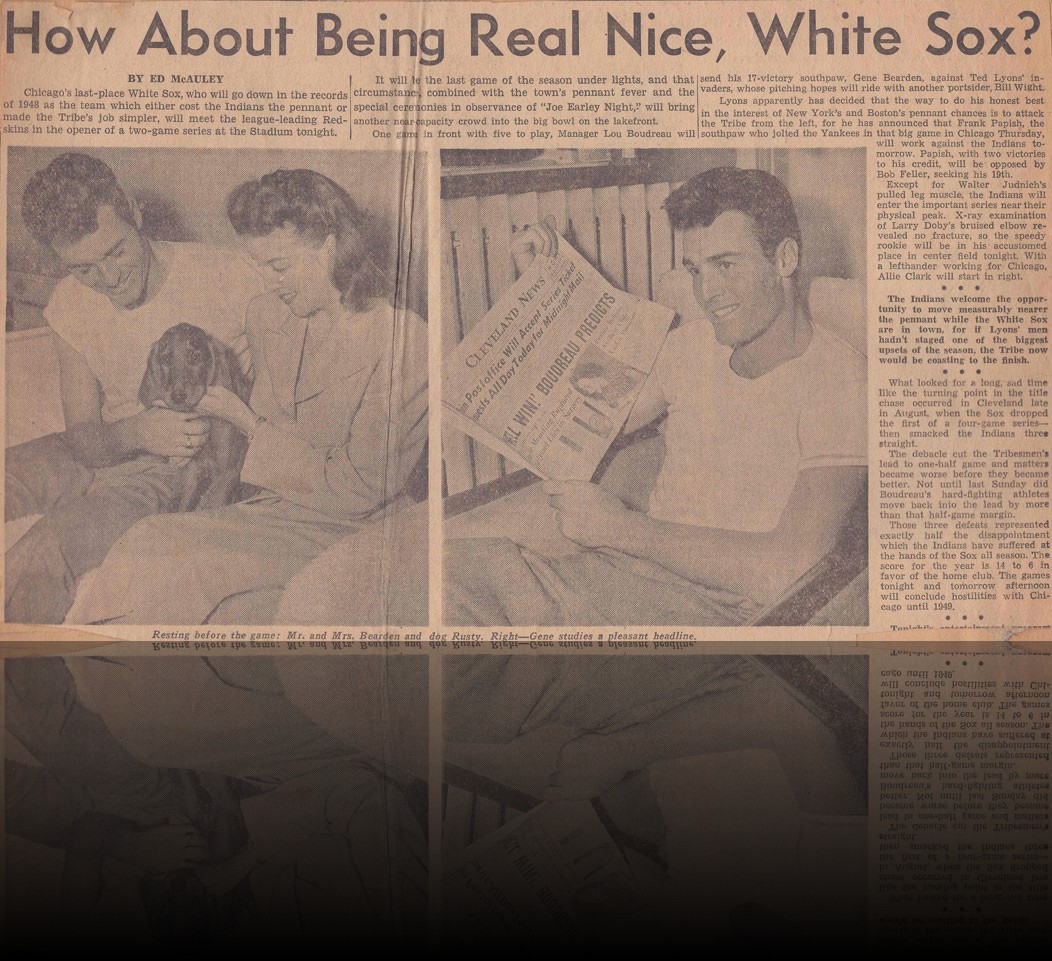 How About Being Real Nice, White Sox?
BY ED McAULEY
Chicago's last-place White Sox, who will go down in the records
of 1948 as the team which either cost the Indians the pennant or
made the Tribe's job simpler, will meet the league-leading Red-
skins in the opener of a two-game series at the Stadium tonight.
It will be the last game of the season under lights, and that
circumstance, combined with the town's pennant fever and the
special ceremonies in observance of "Joe Earley Night," will bring
another near-capacity crowd into the big bowl on the lakefront.
One game in front with five to play, Manager Lou Boudreau will
send his 17-victory southpaw, Gene Bearden, against Ted Lyons' in-
vaders, whose pitching hopes will ride with another portsider, Bill Wight.
Lyons apparently has decided that the way to do his honest best
in the interest of New York's and Boston's pennant chances is to attack
the Tribe from the left, for he has announced that Frank Papish, the
southpaw who jolted the Yankees in that big game in Chicago Thursday,
will work against the Indians to-
morrow. Papish, with two victories
to his credit, will be opposed by
Bob Feller, seeking his 19th.
Except for Walter Judnich's
pulled leg muscle, the Indians will
enter the important series near their
physical peak. X-ray examination
of Larry Doby's bruised elbow re-
vealed no fracture, so the speedy
rookie will be in his accustomed
place in center field tonight. With
a lefthander working for Chicago,
Allie Clark will start in right.
The Indians welcome the oppor-
tunity to move measurably nearer
the pennant while the White Sox
are in town, for if Lyons' men
hadn't staged one of the biggest
upsets of the season, the Tribe now
would be coasting to the finish.
What looked for a long, sad time
like the turning point in the title
chase occurred in Cleveland late
in August, when the Sox dropped
the first of a four-game series—
then smacked the Indians three
straight.
The debacle cut the Tribesmen's
lead to one-half game and matters
became worse before they became
better. Not until last Sunday did
Boudreau's hard-fighting athletes
move back into the lead by more
than that half-game margin.
Those three defeats represented
exactly half the disappointment
which the Indians have suffered at
the hands of the Sox all season. The
score for the year is 14 to 6 in
favor of the home club. The games
tonight and tomorrow afternoon
will conclude hostilities with Chi-
cago until 1949.
CLEVELAND NEWS
Postoffice Will Accept Series Ticket
All Day Today for Midnight Mail
WIN!' BOUDREAU PREDICTS
Resting before the game: Mr. and Mrs. Bearden and dog Rusty. Right—Gene studies a pleasant headline.